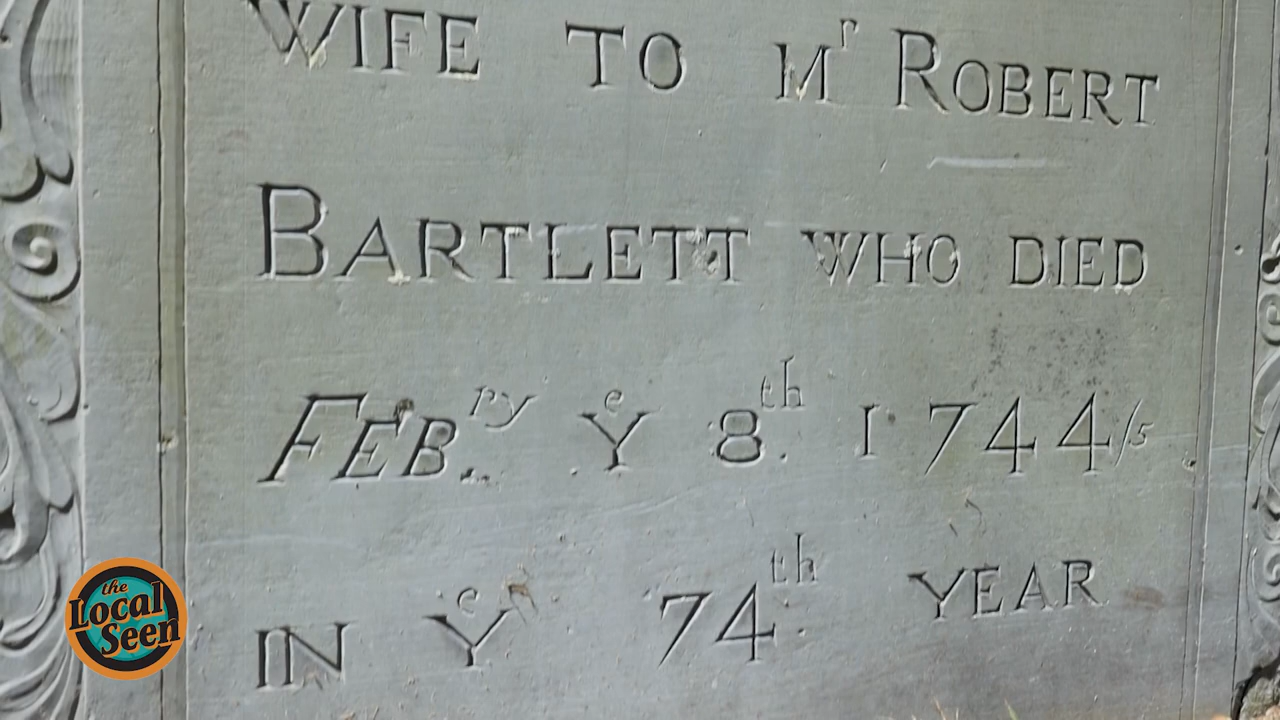 WIFE TO Mr ROBERT
BARTLETT WHO DIED
FEBry Ye 8th 1744/5
IN Ye 74th YEAR
the
Local
Seen